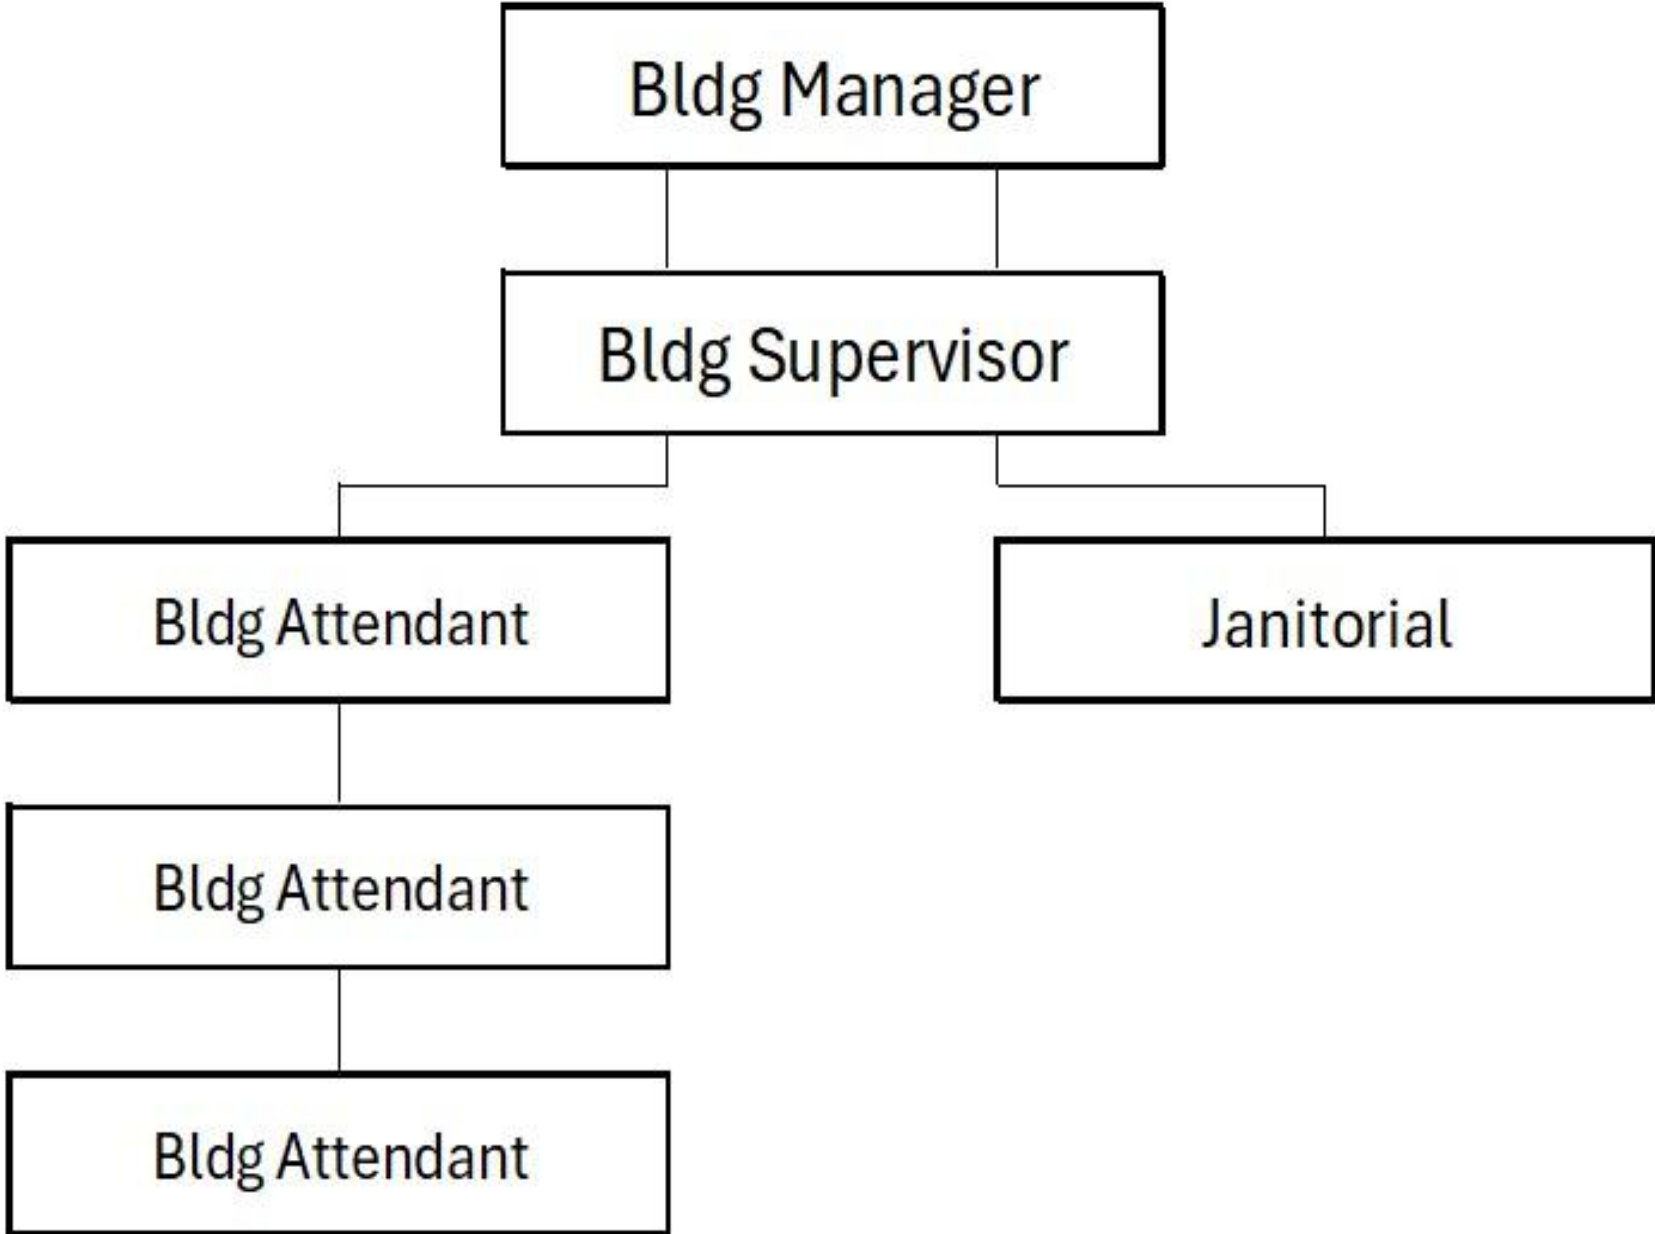 Bldg Manager
Bldg Supervisor
Bldg Attendant
Janitorial
Bldg Attendant
Bldg Attendant